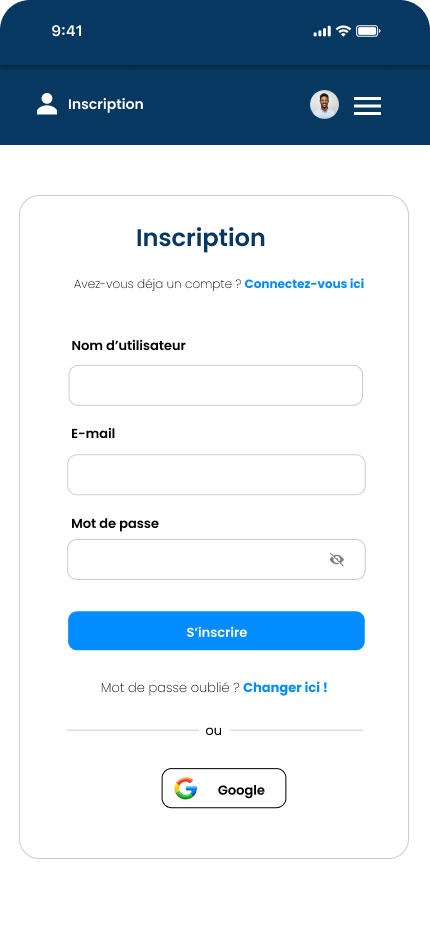 9:41
Inscription
Inscription
Avez-vous déja un compte ? Connectez-vous ici
Nom d’utilisateur
E-mail
Mot de passe
S’inscrire
Mot de passe oublié ? Changer ici !
ou
Google